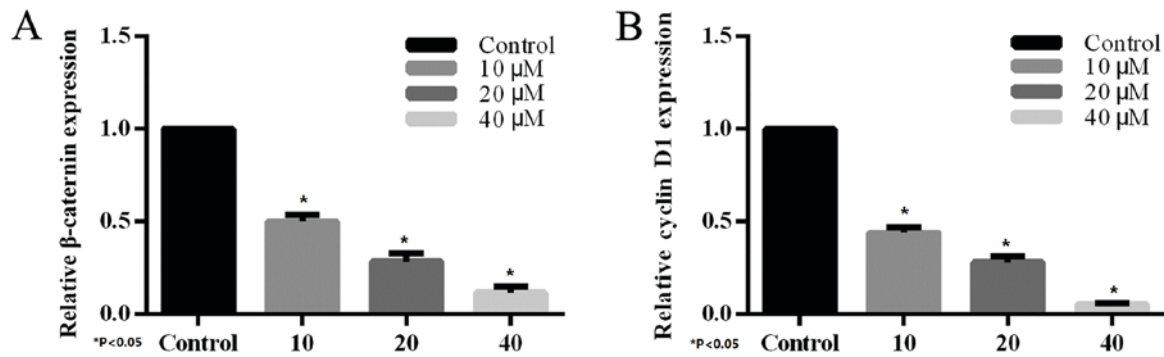 A
Relative β-caternin expression
1.5
1.0
0.5
0.0
Control
10 µM
20 µM
40 µM
*
*
*
*P<0.05
Control 10 20 40
B
Relative cyclin D1 expression
1.5
1.0
0.5
0.0
Control
10 µM
20 µM
40 µM
*
*
*
*P<0.05
Control 10 20 40